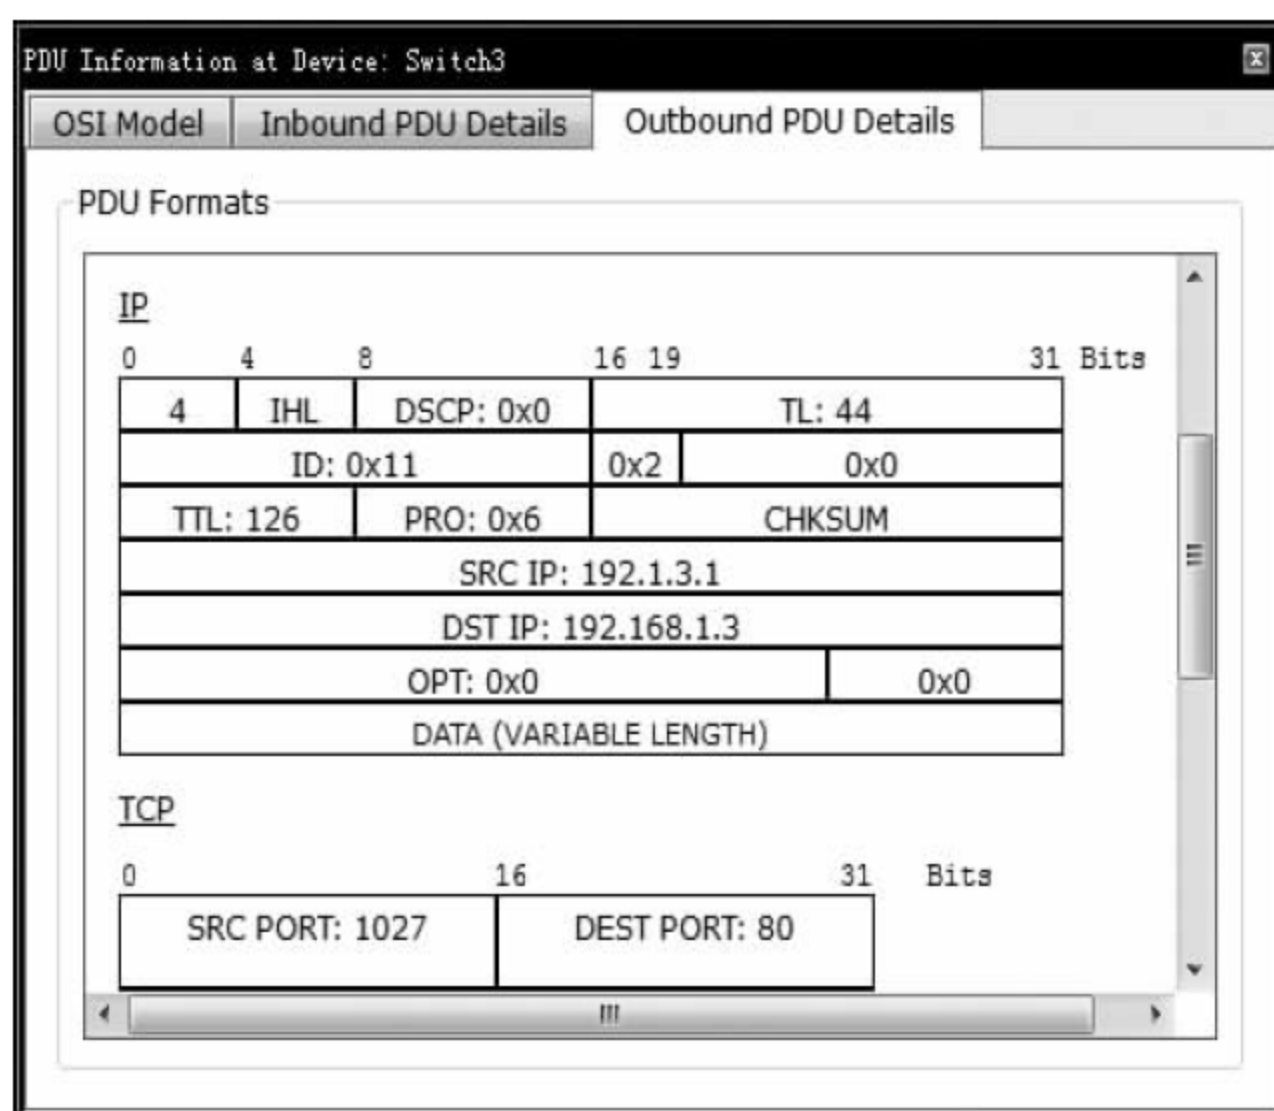 PDU Information at Device: Switch3
OSI Model Inbound PDU Details Outbound PDU Details
PDU Formats
IP
0 4 8 16 19 31 Bits
4 IHL DSCP: 0x0 TL: 44
ID: 0x11 0x2 0x0
TTL: 126 PRO: 0x6 CHKSUM
SRC IP: 192.1.3.1
DST IP: 192.168.1.3
OPT: 0x0 0x0
DATA (VARIABLE LENGTH)
TCP
0 16 31 Bits
SRC PORT: 1027 DEST PORT: 80